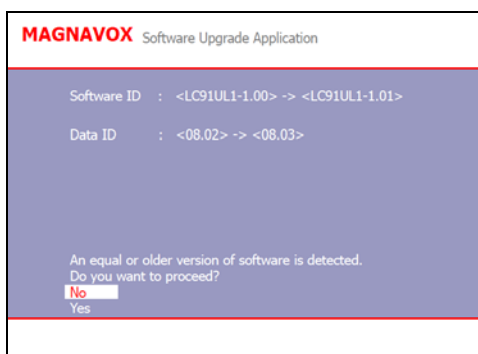 MAGNAVOX Software Upgrade Application
Software ID : <LC91UL1-1.00> -> <LC91UL1-1.01>
Data ID : <08.02> -> <08.03>
An equal or older version of software is detected.
Do you want to proceed?
No
Yes